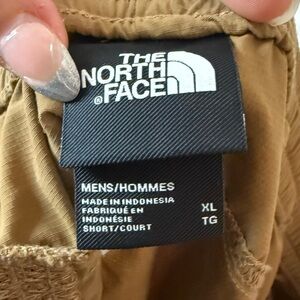 THE
NORTH
FACE
®
MENS/HOMMES
MADE IN INDONESIA
FABRIQUÉ EN
INDONÉSIE
SHORT/COURT
XL
TG